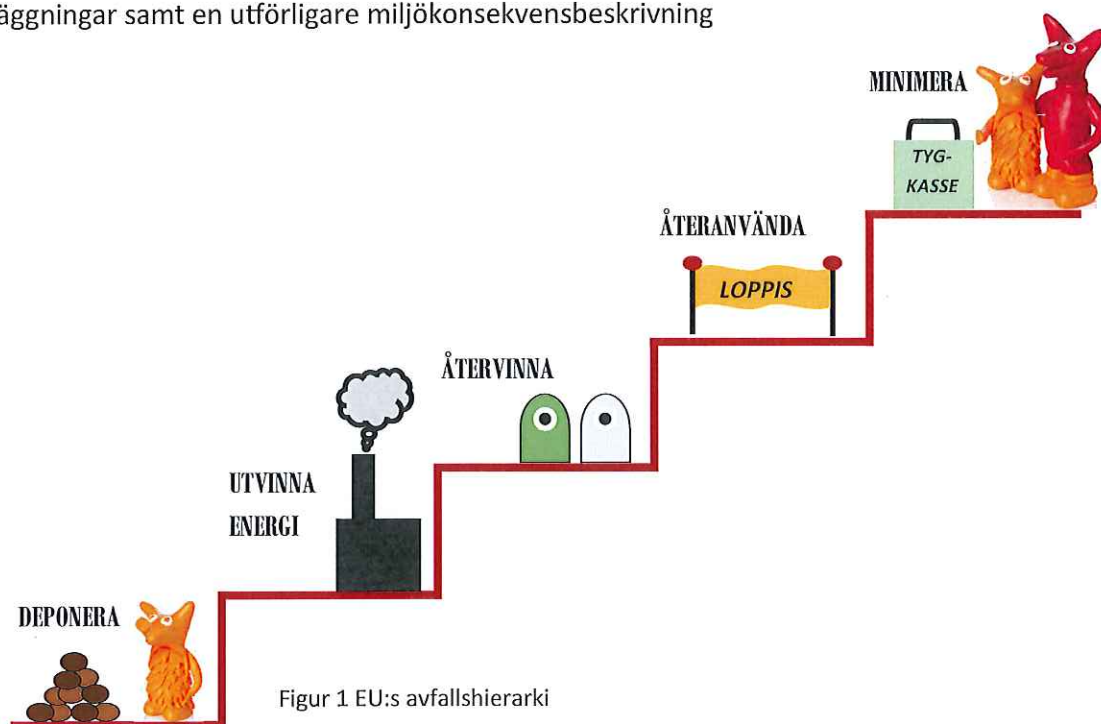 äggningar samt en utförligare miljökonsekvensbeskrivning
MINIMERA
TYG-
KASSE
ÅTERANVÄNDA
LOPPIS
ÅTERVINNA
UTVINNA
ENERGI
DEPONERA
Figur 1 EU:s avfallshierarki